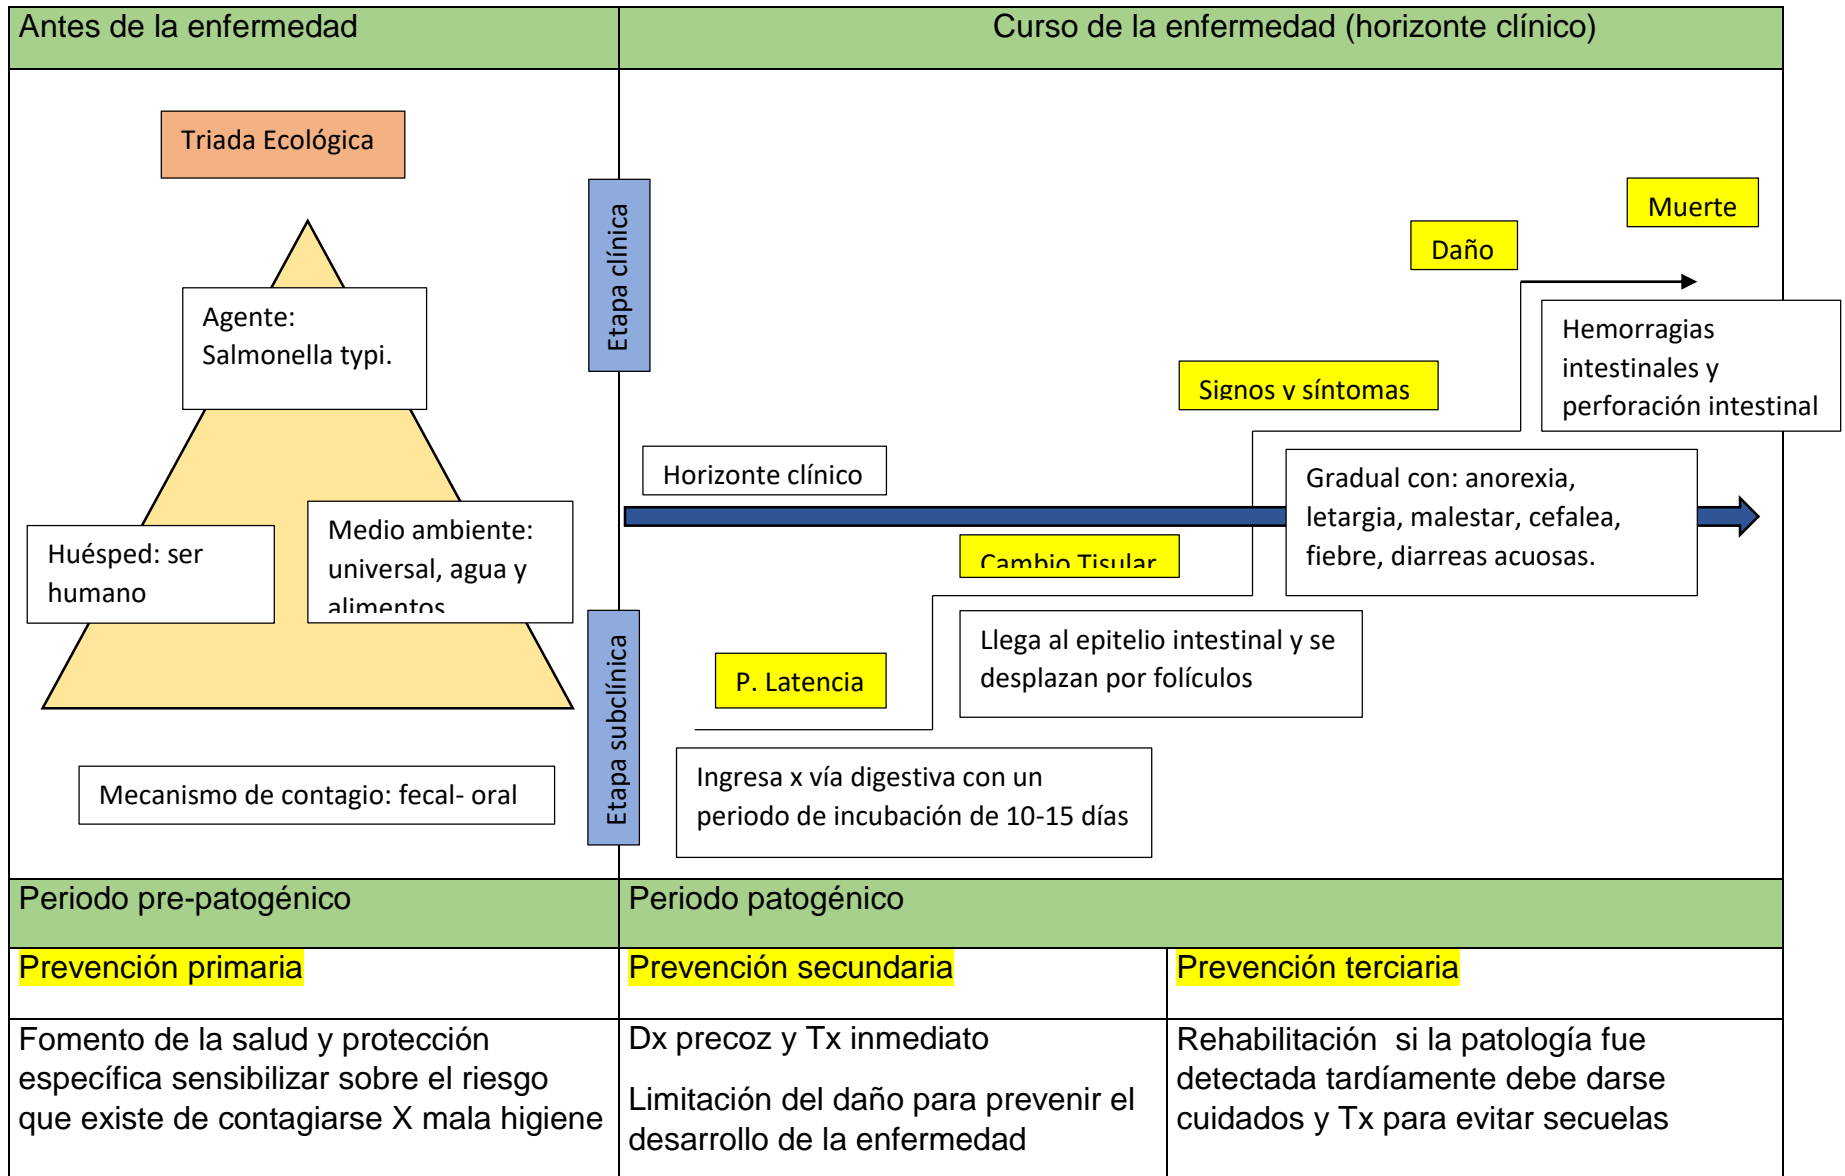 Antes de la enfermedad
Curso de la enfermedad (horizonte clínico)
Triada Ecológica
Agente:
Salmonella typi.
Huésped: ser
humano
Medio ambiente:
universal, agua y
alimentos
Mecanismo de contagio: fecal- oral
Etapa clínica
Etapa subclínica
Muerte
Daño
Hemorragias
intestinales y
perforación intestinal
Signos y síntomas
Horizonte clínico
Gradual con: anorexia,
letargia, malestar, cefalea,
fiebre, diarreas acuosas.
Cambio Tisular
Llega al epitelio intestinal y se
desplazan por folículos
P. Latencia
Ingresa x vía digestiva con un
periodo de incubación de 10-15 días
Periodo pre-patogénico
Periodo patogénico
Prevención primaria
Prevención secundaria
Prevención terciaria
Fomento de la salud y protección
específica sensibilizar sobre el riesgo
que existe de contagiarse X mala higiene
Dx precoz y Tx inmediato
Limitación del daño para prevenir el
desarrollo de la enfermedad
Rehabilitación si la patología fue
detectada tardíamente debe darse
cuidados y Tx para evitar secuelas